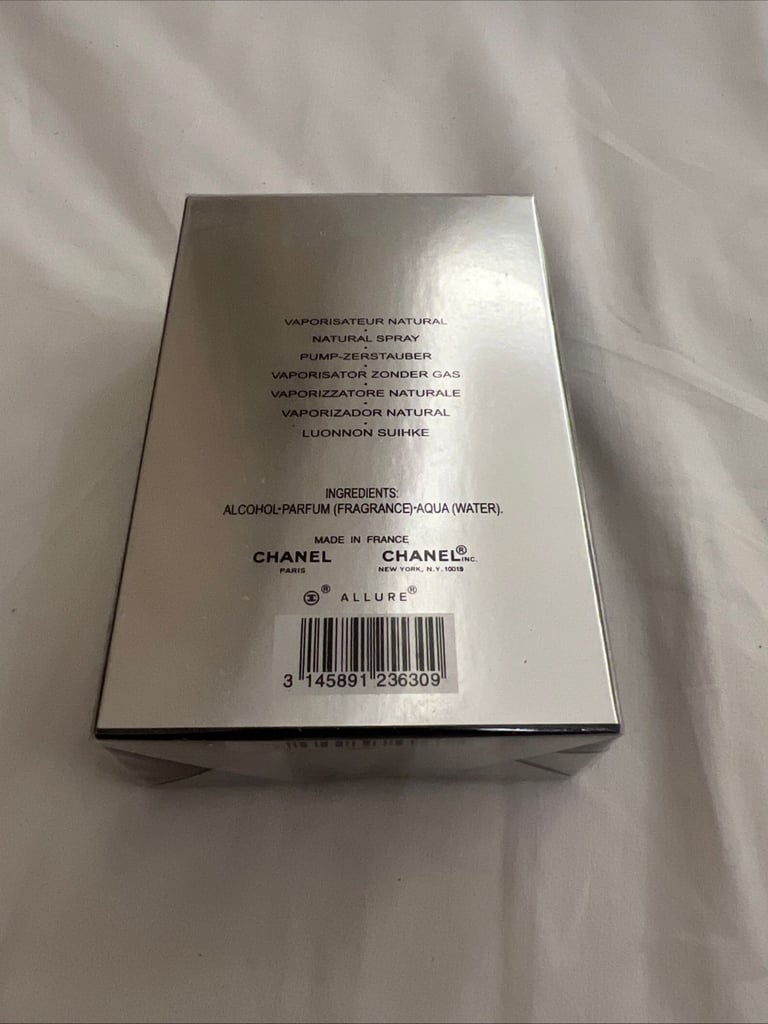 VAPORISATEUR NATURAL
NATURAL SPRAY
PUMP-ZERSTAUBER
VAPORISATOR ZONDER GAS
VAPORIZZATORE NATURALE
VAPORIZADOR NATURAL
LUONNON SUIHKE
INGREDIENTS:
ALCOHOL-PARFUM (FRAGRANCE)-AQUA (WATER).
MADE IN FRANCE
CHANEL CHANEL® INC.
PARIS NEW YORK, N.Y. 10019
® ALLURE®
3 145891 236309